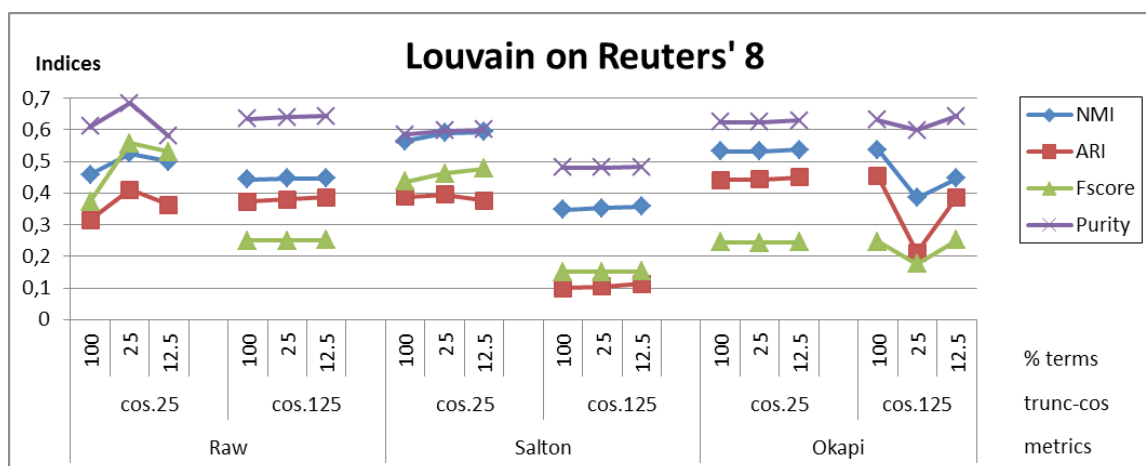 Louvain on Reuters' 8
Indices
0,7
0,6
0,5
0,4
0,3
0,2
0,1
0
NMI
ARI
Fscore
Purity
100 25 12.5 100 25 12.5 100 25 12.5 100 25 12.5 100 25 12.5 100 25 12.5 % terms
cos.25 cos.125 cos.25 cos.125 cos.25 cos.125 trunc-cos
Raw Salton Okapi metrics